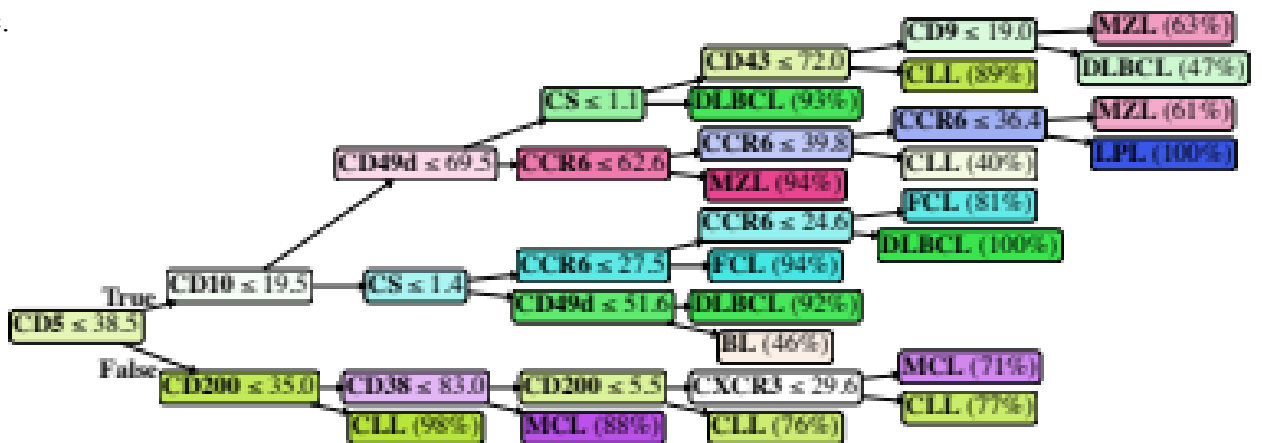 CD9 ≤ 19.0
MZL (63%)
CD43 ≤ 72.0
DLBCL (47%)
CLL (89%)
CS ≤ 1.1
DLBCL (93%)
MZL (61%)
CCR6 ≤ 36.4
CCR6 ≤ 39.8
LPL (100%)
CD49d ≤ 69.5
CCR6 ≤ 62.6
CLL (40%)
MZL (94%)
FCL (81%)
CCR6 ≤ 24.6
DLBCL (100%)
CCR6 ≤ 27.5
FCL (94%)
CD10 ≤ 19.5
CS ≤ 1.4
True
CD49d ≤ 51.6
DLBCL (92%)
CD5 ≤ 38.5
BL (46%)
False
MCL (71%)
CD200 ≤ 35.0
CD38 ≤ 83.0
CD200 ≤ 5.5
CXCR3 ≤ 29.6
CLL (77%)
CLL (98%)
MCL (88%)
CLL (76%)